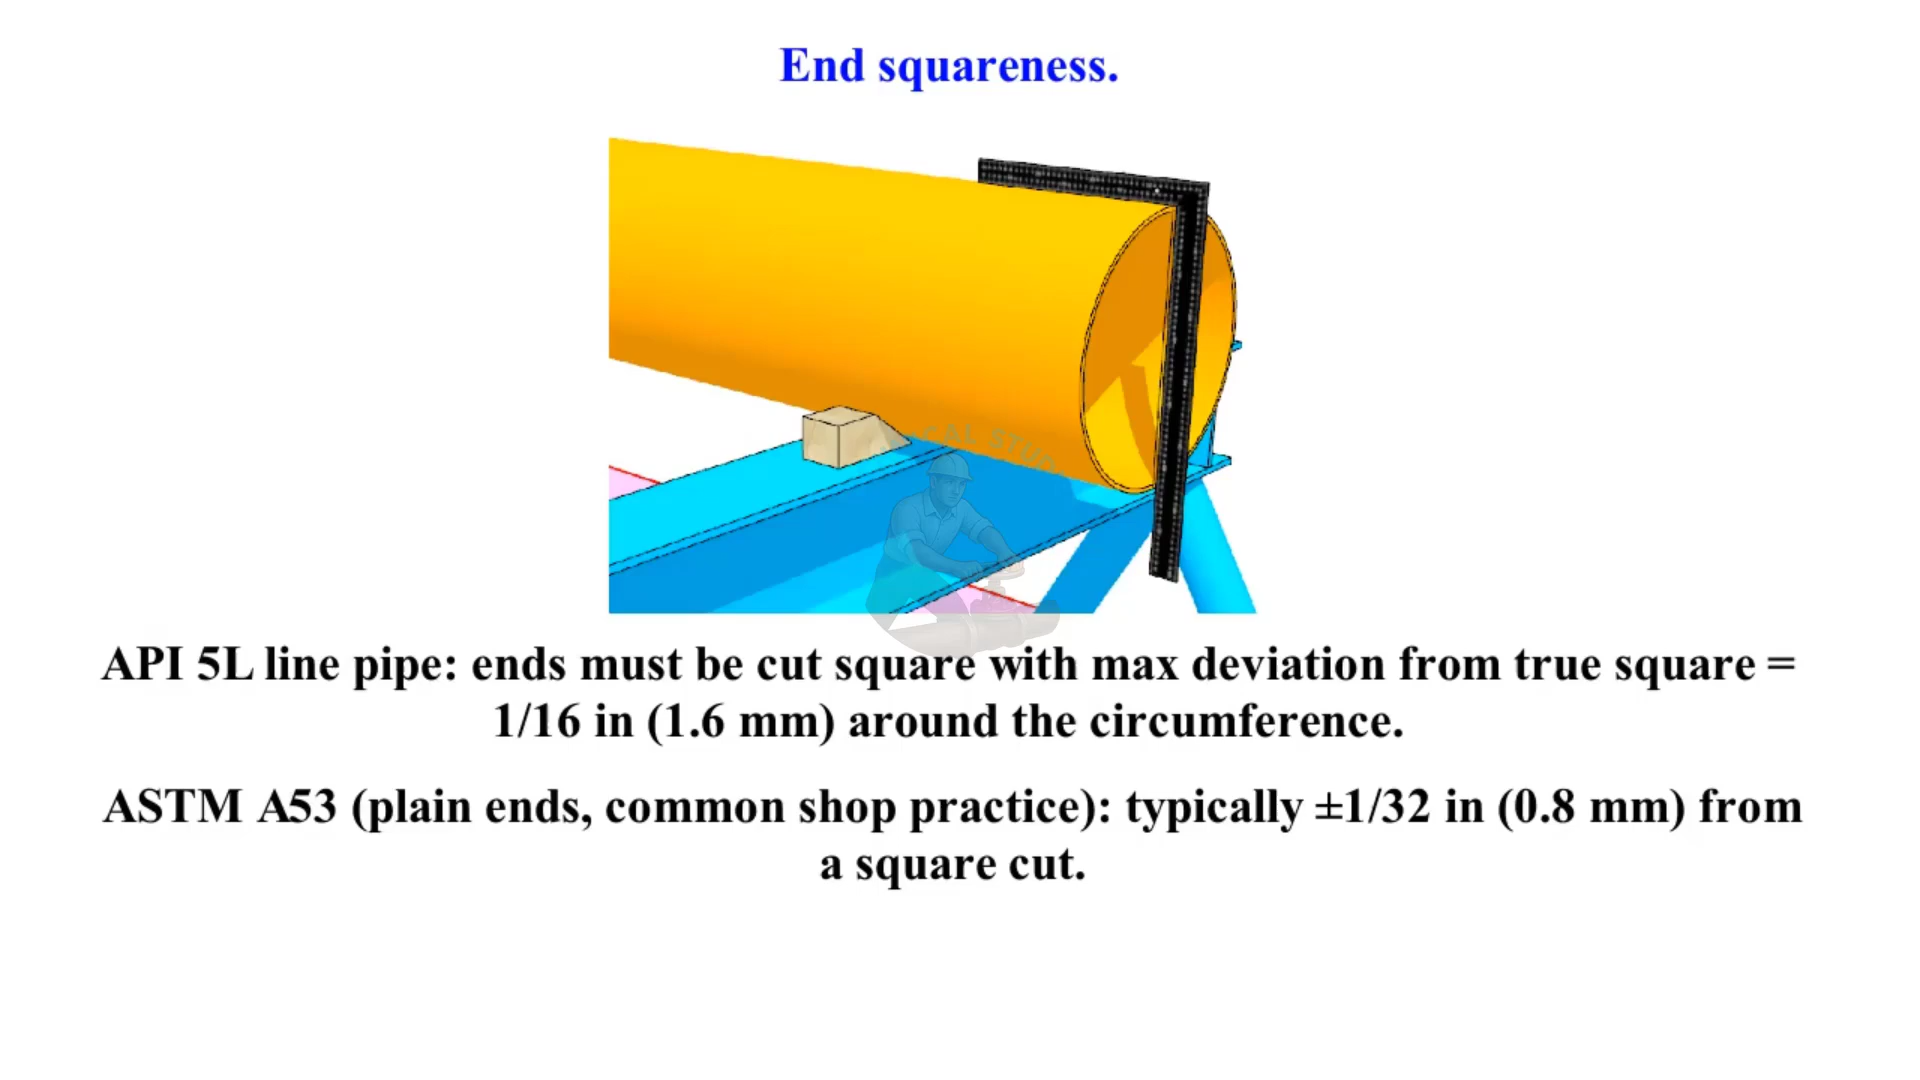 End squareness.
API 5L line pipe: ends must be cut square with max deviation from true square =
1/16 in (1.6 mm) around the circumference.
ASTM A53 (plain ends, common shop practice): typically ±1/32 in (0.8 mm) from
a square cut.